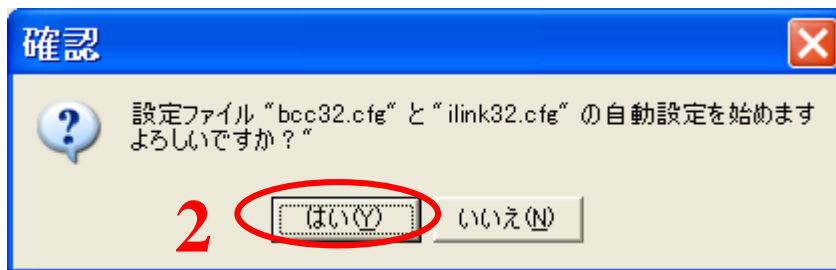 確認
設定ファイル “bcc32.cfg” と “ilink32.cfg” の自動設定を始めます
よろしいですか？”
2 はい(Y) いいえ(N)